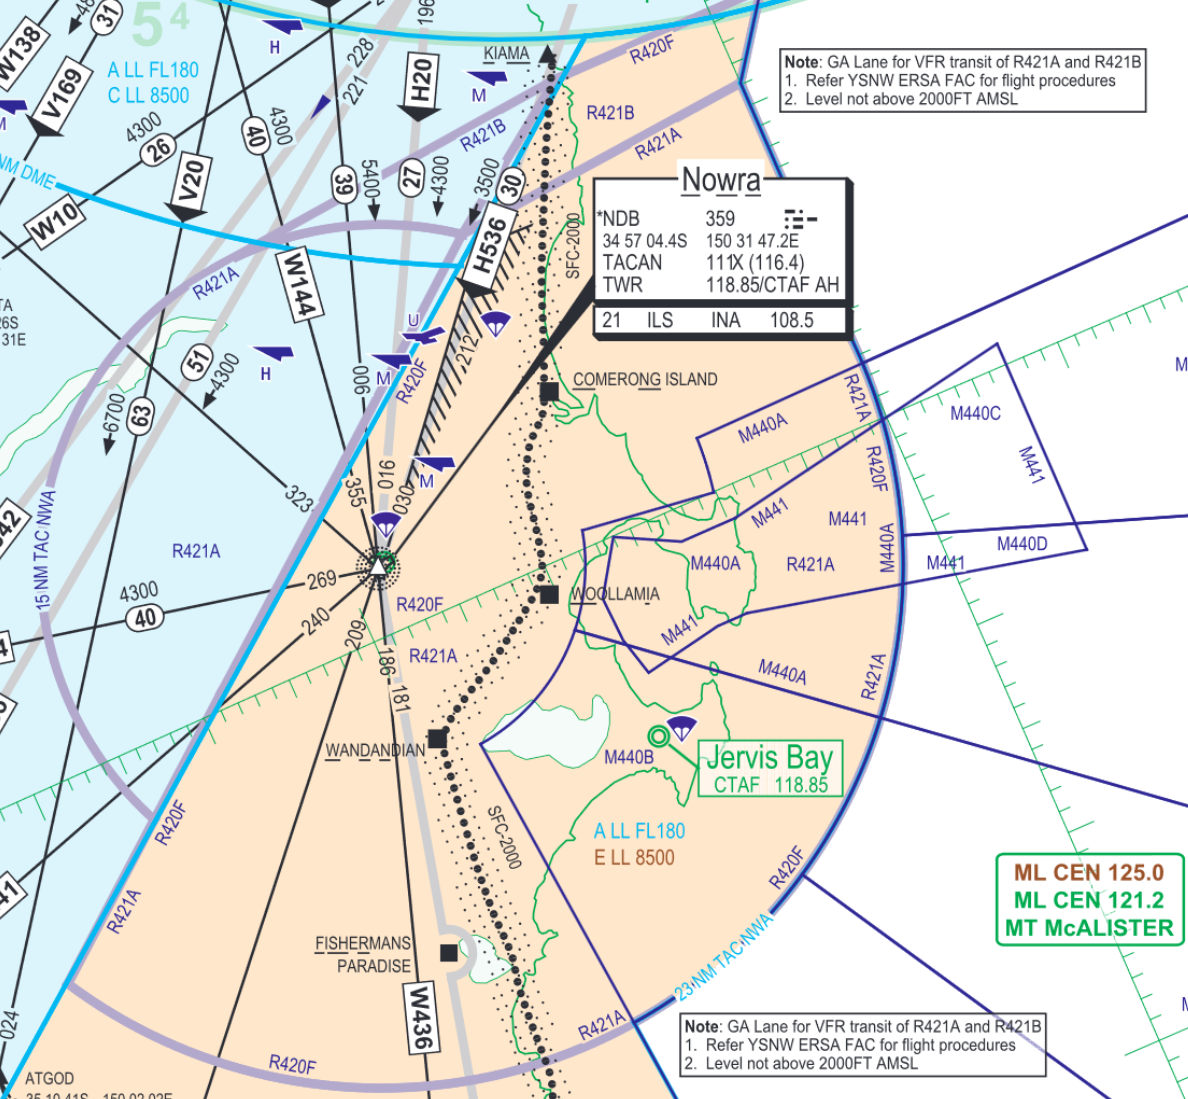 W138
31
5 4
A LL FL180
C LL 8500
V169
4300
26
V20
NM DME
W10
40
4300
228
221
39
5400
196
H20
27
4300
3500
30
H536
H
M
KIAMA
R420F
R421B
R421B
R421A
Note: GA Lane for VFR transit of R421A and R421B
1. Refer YSNW ERSA FAC for flight procedures
2. Level not above 2000FT AMSL
Nowra
*NDB 359
34 57 04.4S 150 31 47.2E
TACAN 111X (116.4)
TWR 118.85/CTAF AH
21 ILS INA 108.5
SFC-2000
R421A
W144
TA
26S
31E
51
4300
H
U
M
R420F
212
006
6700
63
COMERONG ISLAND
R421A
M440A
M440C
M441
M
R420F
M
016
030
355
323
15 NM TAC NWA
R421A
M441
M441
M440A
M440D
M441
M440A
R421A
42
4300
40
269
240
209
R420F
WOOLLAMIA
M441
186
181
R421A
M440A
R421A
WANDANDIAN
M440B
Jervis Bay
CTAF 118.85
R420F
SFC-2000
A LL FL180
E LL 8500
R420F
ML CEN 125.0
ML CEN 121.2
MT McALISTER
41
R421A
FISHERMANS
PARADISE
23 NM TAC NWA
W436
R421A
Note: GA Lane for VFR transit of R421A and R421B
1. Refer YSNW ERSA FAC for flight procedures
2. Level not above 2000FT AMSL
024
R420F
ATGOD